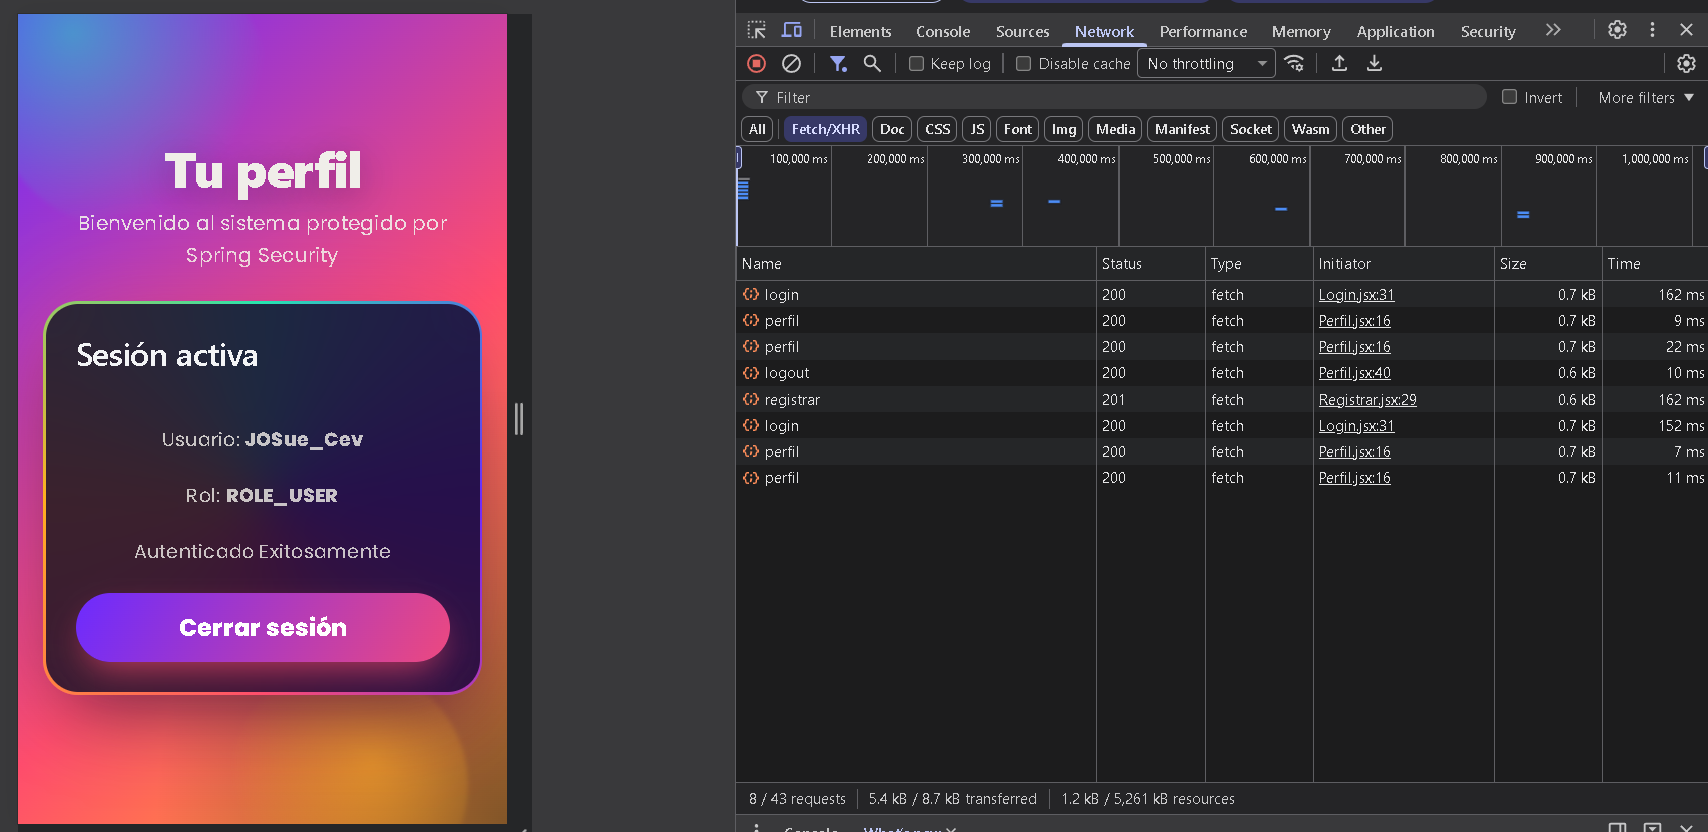 Tu perfil
Bienvenido al sistema protegido por
Spring Security
Sesión activa
Usuario: JOSue_Cev
Rol: ROLE_USER
Autenticado Exitosamente
Cerrar sesión
Elements Console Sources Network Performance Memory Application Security
Keep log Disable cache No throttling
Filter Invert More filters
All Fetch/XHR Doc CSS JS Font Img Media Manifest Socket Wasm Other
100,000 ms 200,000 ms 300,000 ms 400,000 ms 500,000 ms 600,000 ms 700,000 ms 800,000 ms 900,000 ms 1,000,000 ms
Name Status Type Initiator Size Time
login 200 fetch Login.jsx:31 0.7 kB 162 ms
perfil 200 fetch Perfil.jsx:16 0.7 kB 9 ms
perfil 200 fetch Perfil.jsx:16 0.7 kB 22 ms
logout 200 fetch Perfil.jsx:40 0.6 kB 10 ms
registrar 201 fetch Registrar.jsx:29 0.6 kB 162 ms
login 200 fetch Login.jsx:31 0.7 kB 152 ms
perfil 200 fetch Perfil.jsx:16 0.7 kB 7 ms
perfil 200 fetch Perfil.jsx:16 0.7 kB 11 ms
8 / 43 requests 5.4 kB / 8.7 kB transferred 1.2 kB / 5,261 kB resources
Console What's new